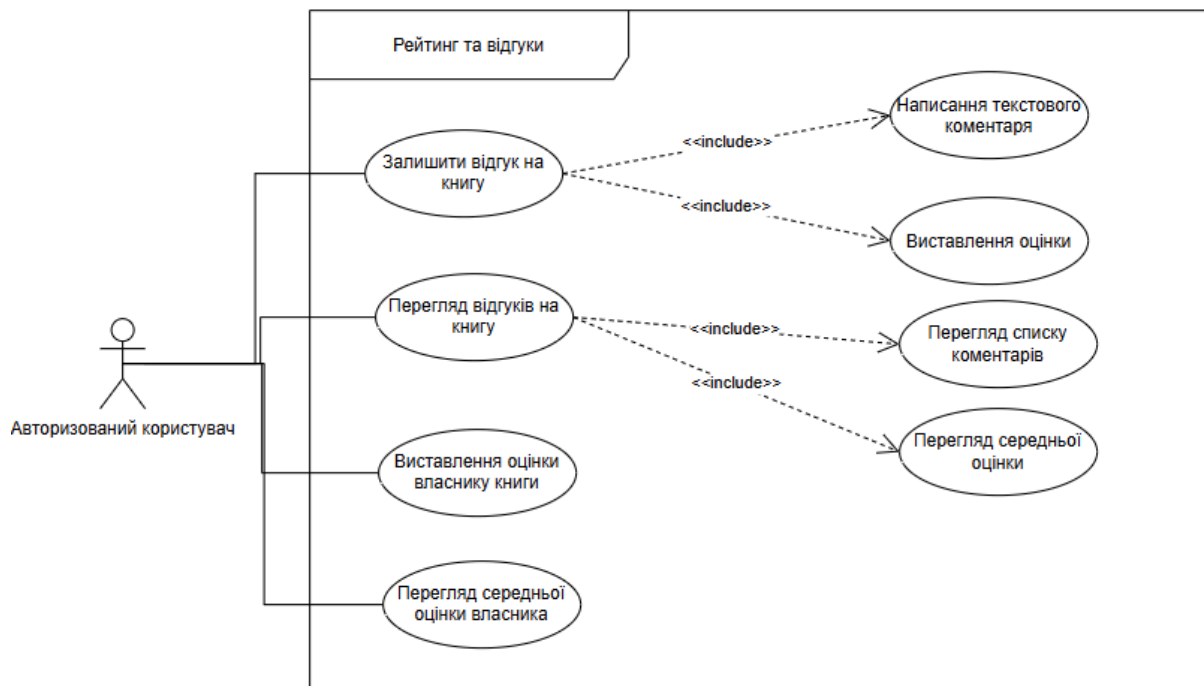 Рейтинг та відгуки
Написання текстового
коментаря
<<include>>
Залишити відгук на
книгу
<<include>>
Виставлення оцінки
Перегляд відгуків на
книгу
<<include>>
Перегляд списку
коментарів
<<include>>
Перегляд середньої
оцінки
Авторизований користувач
Виставлення оцінки
власнику книги
Перегляд середньої
оцінки власника